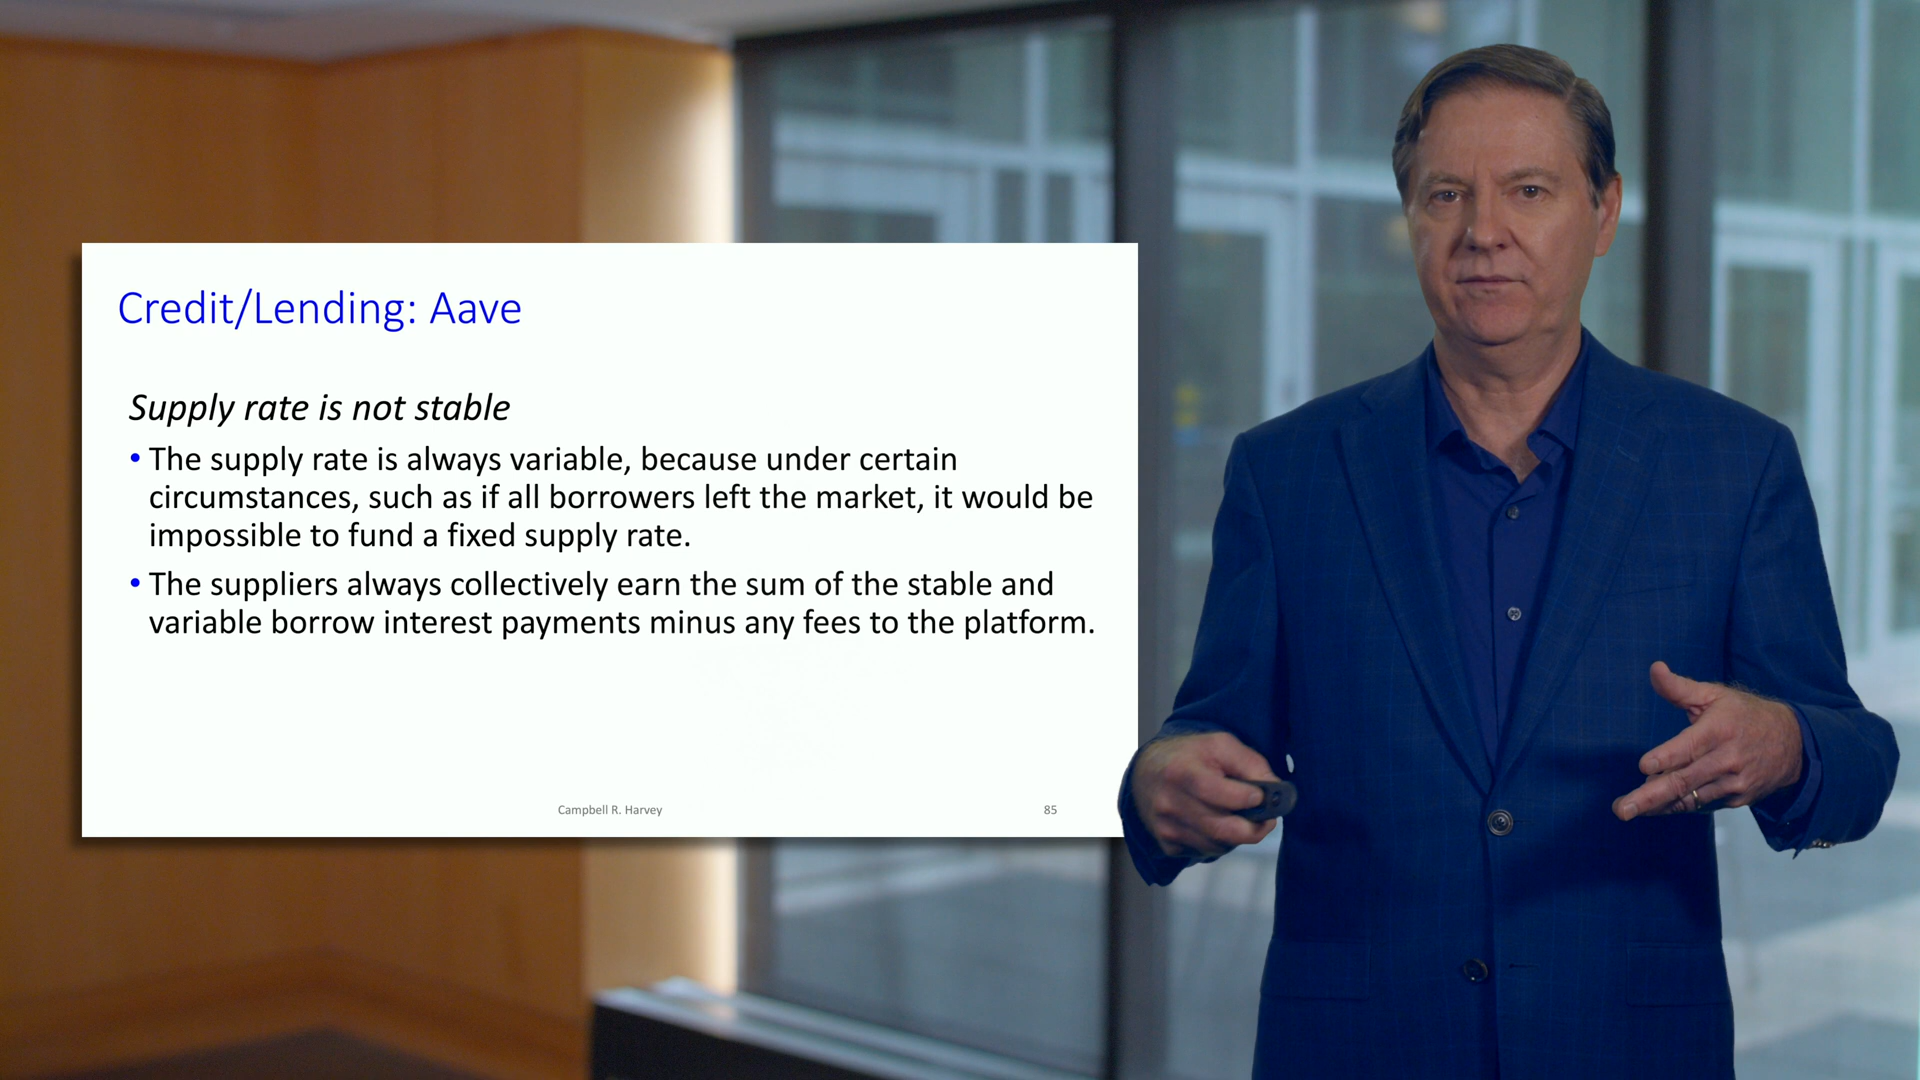 Credit/Lending: Aave
Supply rate is not stable
• The supply rate is always variable, because under certain
circumstances, such as if all borrowers left the market, it would be
impossible to fund a fixed supply rate.
• The suppliers always collectively earn the sum of the stable and
variable borrow interest payments minus any fees to the platform.
Campbell R. Harvey
85